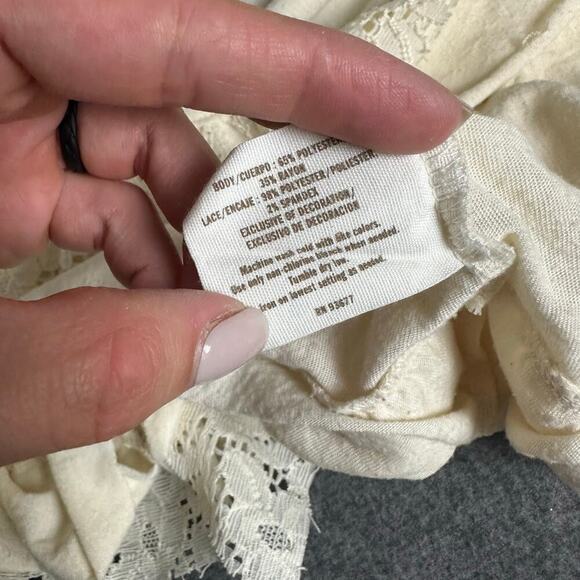 BODY/CUERPO : 65% POLYESTER
35% RAYON
LACE/ENCAJE : 98% POLYESTER/POLIESTER
2% SPANDEX
EXCLUSIVE OF DECORATION/
EXCLUSIVO DE DECORACION
Machine wash cold with like colors.
Use only non-chlorine bleach when needed.
Tumble dry low.
Iron on lowest setting as needed.
RN 93677